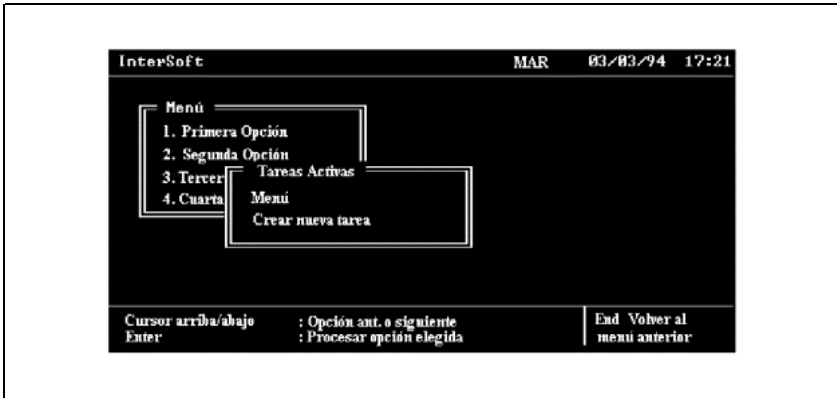 InterSoft MAR 03/03/94 17:21
Menú
1. Primera Opción
2. Segunda Opción
3. Tercer
4. Cuarta
Tareas Activas
Menú
Crear nueva tarea
Cursor arriba/abajo : Opción ant. o siguiente
Enter : Procesar opción elegida
End Volver al
menú anterior